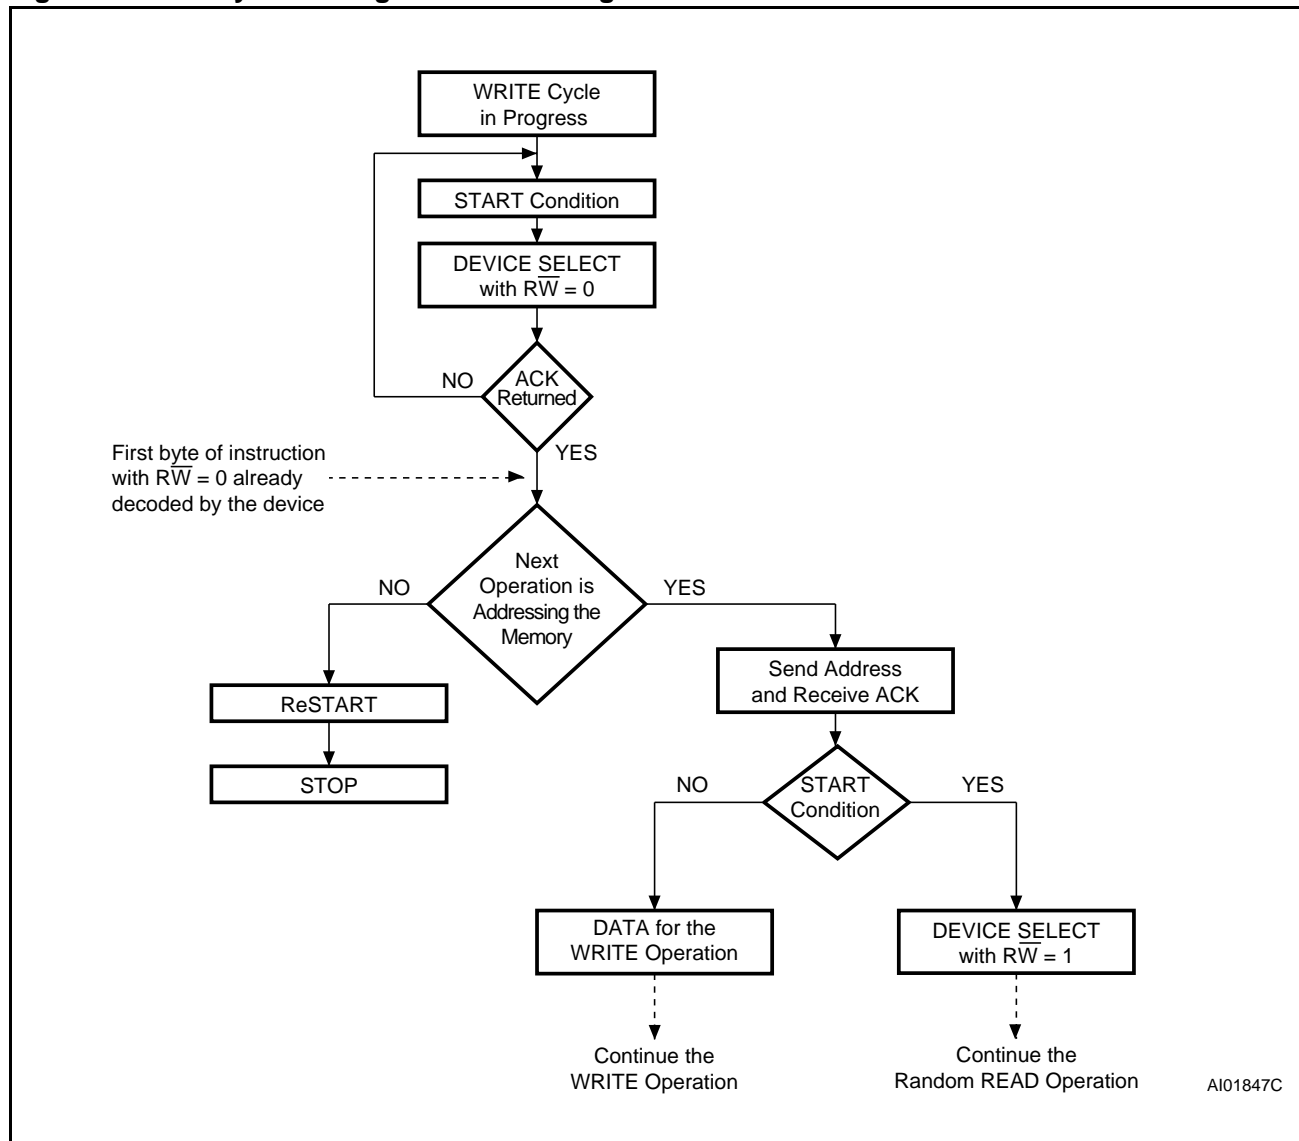 WRITE Cycle
in Progress
START Condition
DEVICE SELECT
with RW̅ = 0
NO
ACK
Returned
YES
First byte of instruction
with RW̅ = 0 already
decoded by the device
NO
Next
Operation is
Addressing the
Memory
YES
Send Address
and Receive ACK
ReSTART
STOP
NO
START
Condition
YES
DATA for the
WRITE Operation
DEVICE SELECT
with RW̅ = 1
Continue the
WRITE Operation
Continue the
Random READ Operation
AI01847C